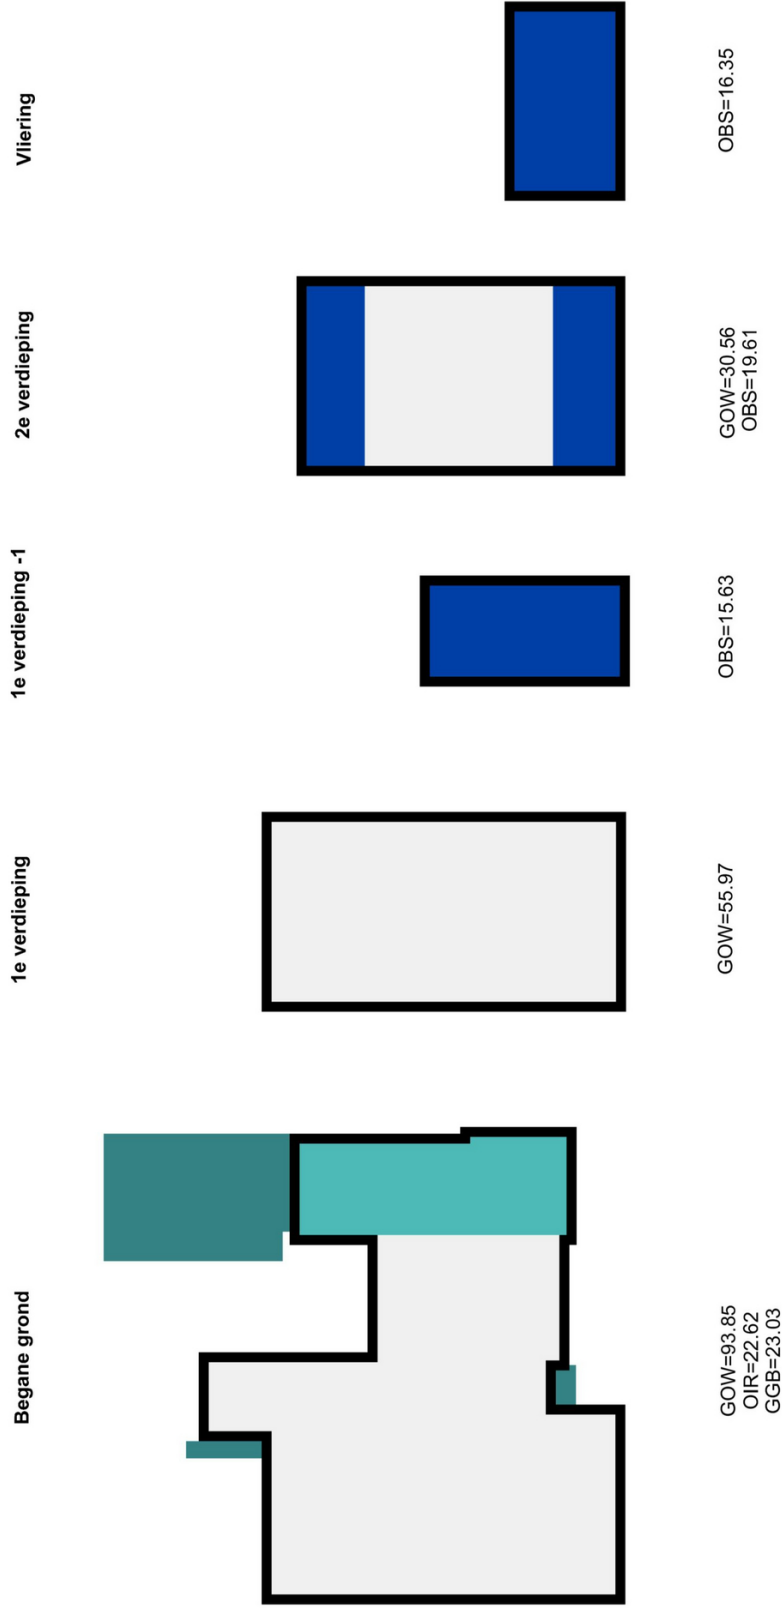 Begane grond
1e verdieping
1e verdieping -1
2e verdieping
Vliering
GOW=93.85
OIR=22.62
GGB=23.03
GOW=55.97
OBS=15.63
GOW=30.56
OBS=19.61
OBS=16.35